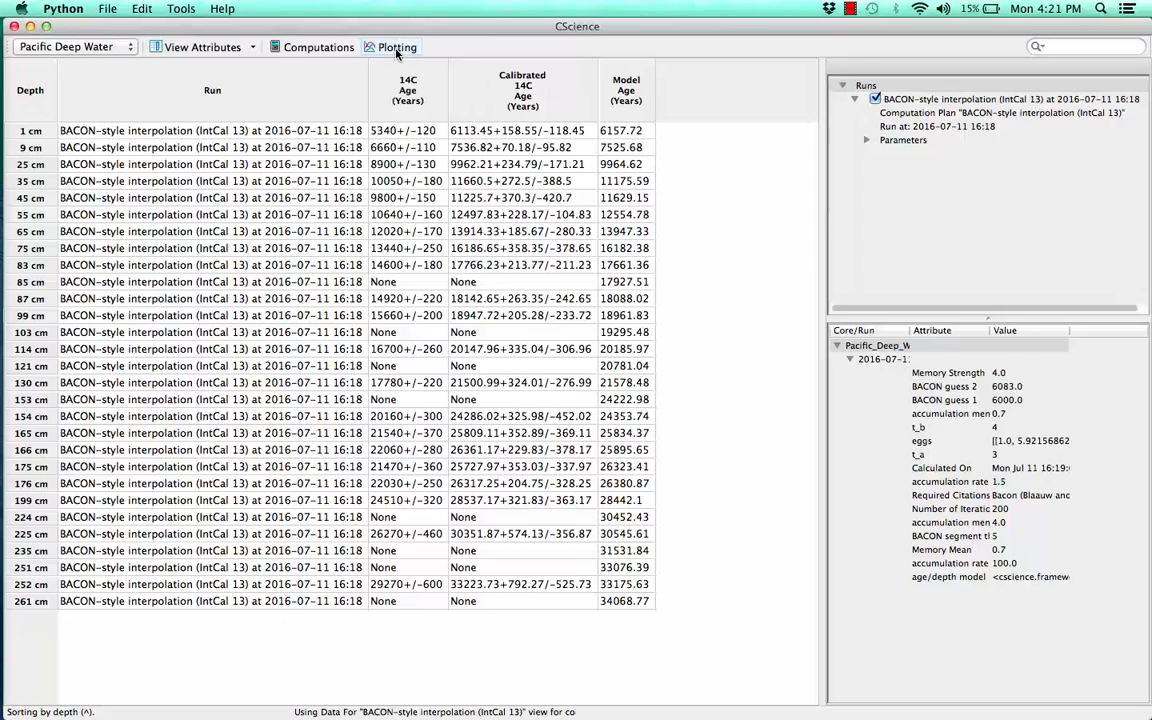 Python File Edit Tools Help 15% Mon 4:21 PM
CScience
Pacific Deep Water View Attributes Computations Plotting
Depth Run 14C Age (Years) Calibrated 14C Age (Years) Model Age (Years)
1 cm BACON-style interpolation (IntCal 13) at 2016-07-11 16:18 5340+/-120 6113.45+158.55/-118.45 6157.72
9 cm BACON-style interpolation (IntCal 13) at 2016-07-11 16:18 6660+/-110 7536.82+70.18/-95.82 7525.68
25 cm BACON-style interpolation (IntCal 13) at 2016-07-11 16:18 8900+/-130 9962.21+234.79/-171.21 9964.62
35 cm BACON-style interpolation (IntCal 13) at 2016-07-11 16:18 10050+/-180 11660.5+272.5/-388.5 11175.59
45 cm BACON-style interpolation (IntCal 13) at 2016-07-11 16:18 9800+/-150 11225.7+370.3/-420.7 11629.15
55 cm BACON-style interpolation (IntCal 13) at 2016-07-11 16:18 10640+/-160 12497.83+228.17/-104.83 12554.78
65 cm BACON-style interpolation (IntCal 13) at 2016-07-11 16:18 12020+/-170 13914.33+185.67/-280.33 13947.33
75 cm BACON-style interpolation (IntCal 13) at 2016-07-11 16:18 13440+/-250 16186.65+358.35/-378.65 16182.38
83 cm BACON-style interpolation (IntCal 13) at 2016-07-11 16:18 14600+/-180 17766.23+213.77/-211.23 17661.36
85 cm BACON-style interpolation (IntCal 13) at 2016-07-11 16:18 None None 17927.51
87 cm BACON-style interpolation (IntCal 13) at 2016-07-11 16:18 14920+/-220 18142.65+263.35/-242.65 18088.02
99 cm BACON-style interpolation (IntCal 13) at 2016-07-11 16:18 15660+/-200 18947.72+205.28/-233.72 18961.83
103 cm BACON-style interpolation (IntCal 13) at 2016-07-11 16:18 None None 19295.48
114 cm BACON-style interpolation (IntCal 13) at 2016-07-11 16:18 16700+/-260 20147.96+335.04/-306.96 20185.97
121 cm BACON-style interpolation (IntCal 13) at 2016-07-11 16:18 None None 20781.04
130 cm BACON-style interpolation (IntCal 13) at 2016-07-11 16:18 17780+/-220 21500.99+324.01/-276.99 21578.48
153 cm BACON-style interpolation (IntCal 13) at 2016-07-11 16:18 None None 24222.98
154 cm BACON-style interpolation (IntCal 13) at 2016-07-11 16:18 20160+/-300 24286.02+325.98/-452.02 24353.74
165 cm BACON-style interpolation (IntCal 13) at 2016-07-11 16:18 21540+/-370 25809.11+352.89/-369.11 25834.37
166 cm BACON-style interpolation (IntCal 13) at 2016-07-11 16:18 22060+/-280 26361.17+229.83/-378.17 25895.65
175 cm BACON-style interpolation (IntCal 13) at 2016-07-11 16:18 21470+/-360 25727.97+353.03/-337.97 26323.41
176 cm BACON-style interpolation (IntCal 13) at 2016-07-11 16:18 22030+/-250 26317.25+204.75/-328.25 26380.87
199 cm BACON-style interpolation (IntCal 13) at 2016-07-11 16:18 24510+/-320 28537.17+321.83/-363.17 28442.1
224 cm BACON-style interpolation (IntCal 13) at 2016-07-11 16:18 None None 30452.43
225 cm BACON-style interpolation (IntCal 13) at 2016-07-11 16:18 26270+/-460 30351.87+574.13/-356.87 30545.61
235 cm BACON-style interpolation (IntCal 13) at 2016-07-11 16:18 None None 31531.84
251 cm BACON-style interpolation (IntCal 13) at 2016-07-11 16:18 None None 33076.39
252 cm BACON-style interpolation (IntCal 13) at 2016-07-11 16:18 29270+/-600 33223.73+792.27/-525.73 33175.63
261 cm BACON-style interpolation (IntCal 13) at 2016-07-11 16:18 None None 34068.77
Runs
BACON-style interpolation (IntCal 13) at 2016-07-11 16:18
Computation Plan "BACON-style interpolation (IntCal 13)"
Run at: 2016-07-11 16:18
Parameters
Core/Run Attribute Value
Pacific_Deep_W
2016-07-1
Memory Strength 4.0
BACON guess 2 6083.0
BACON guess 1 6000.0
accumulation men 0.7
t_b 4
eggs [[1.0, 5.92156862
t_a 3
Calculated On Mon Jul 11 16:19:
accumulation rate 1.5
Required Citations Bacon (Blaauw and
Number of Iteratic 200
accumulation men 4.0
BACON segment tl 5
Memory Mean 0.7
accumulation rate 100.0
age/depth model <cscience.framew
Sorting by depth (^). Using Data For "BACON-style interpolation (IntCal 13)" view for co